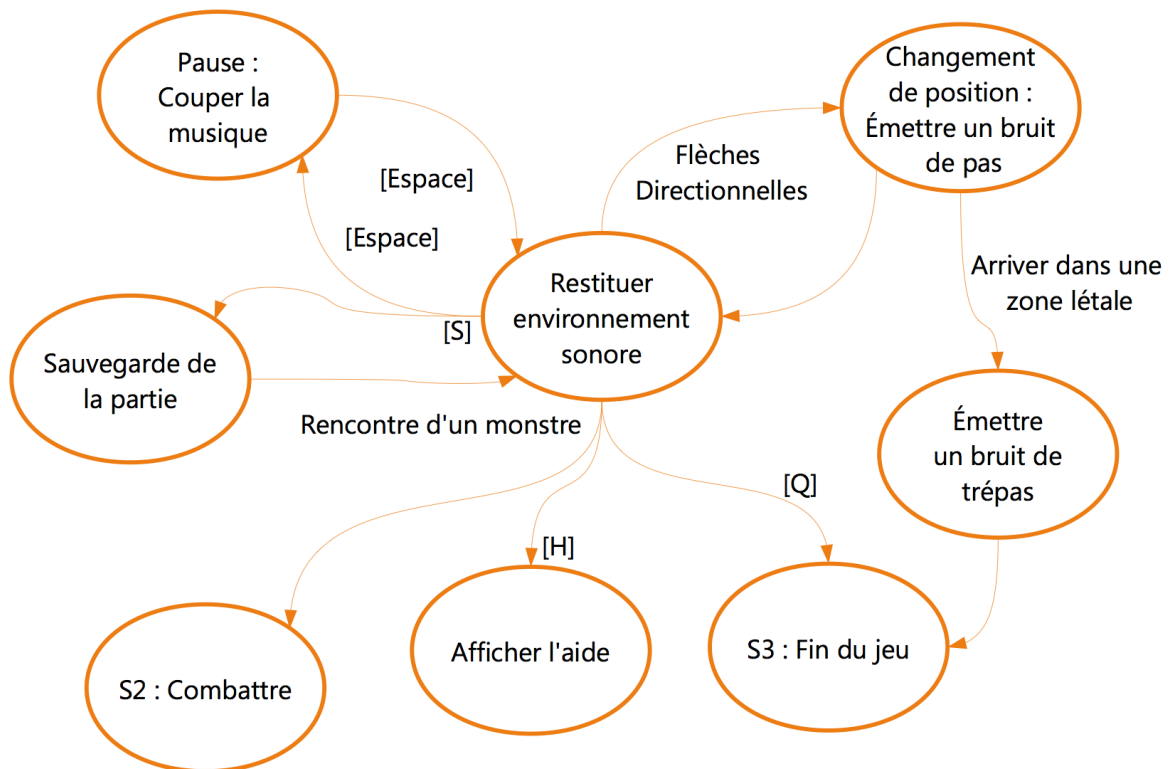 Pause :
Couper la
musique
Changement
de position :
Émettre un bruit
de pas
Flèches
Directionnelles
[Espace]
[Espace]
Restituer
environnement
sonore
Arriver dans une
zone létale
[S]
Sauvegarde de
la partie
Rencontre d'un monstre
Émettre
un bruit de
trépas
[Q]
[H]
S2 : Combattre
Afficher l'aide
S3 : Fin du jeu